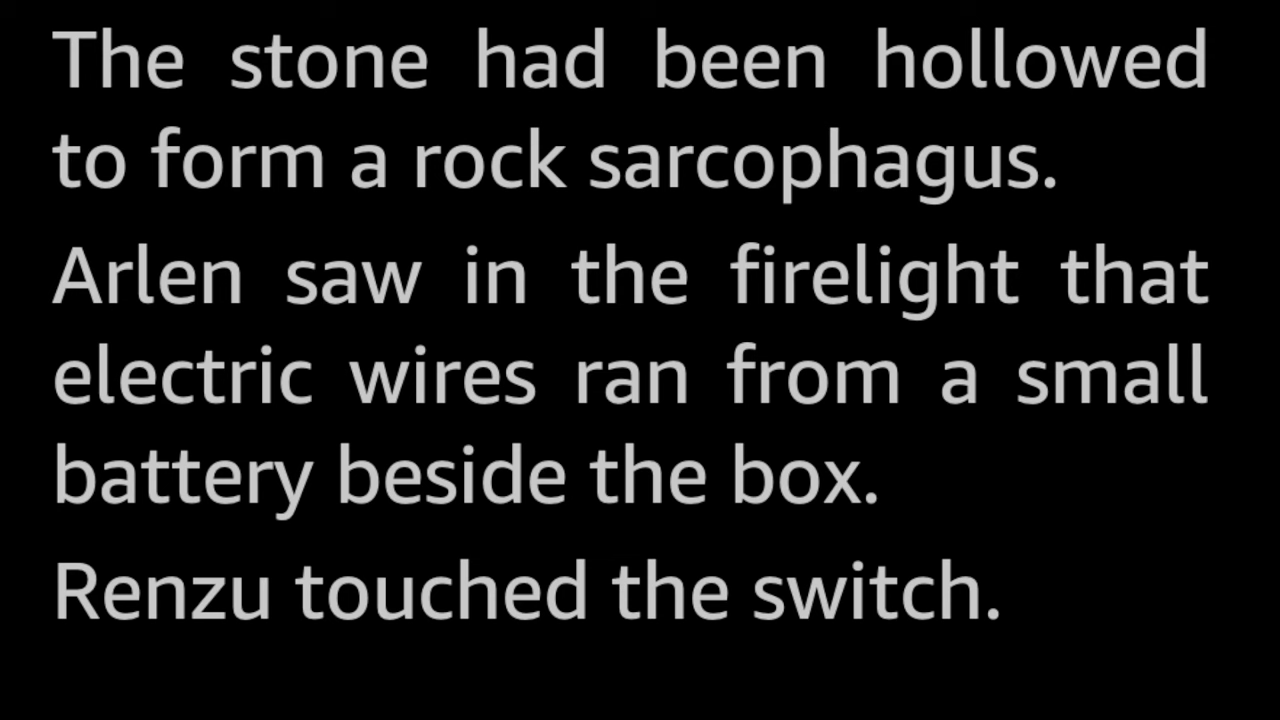 The stone had been hollowed
to form a rock sarcophagus.
Arlen saw in the firelight that
electric wires ran from a small
battery beside the box.
Renzu touched the switch.